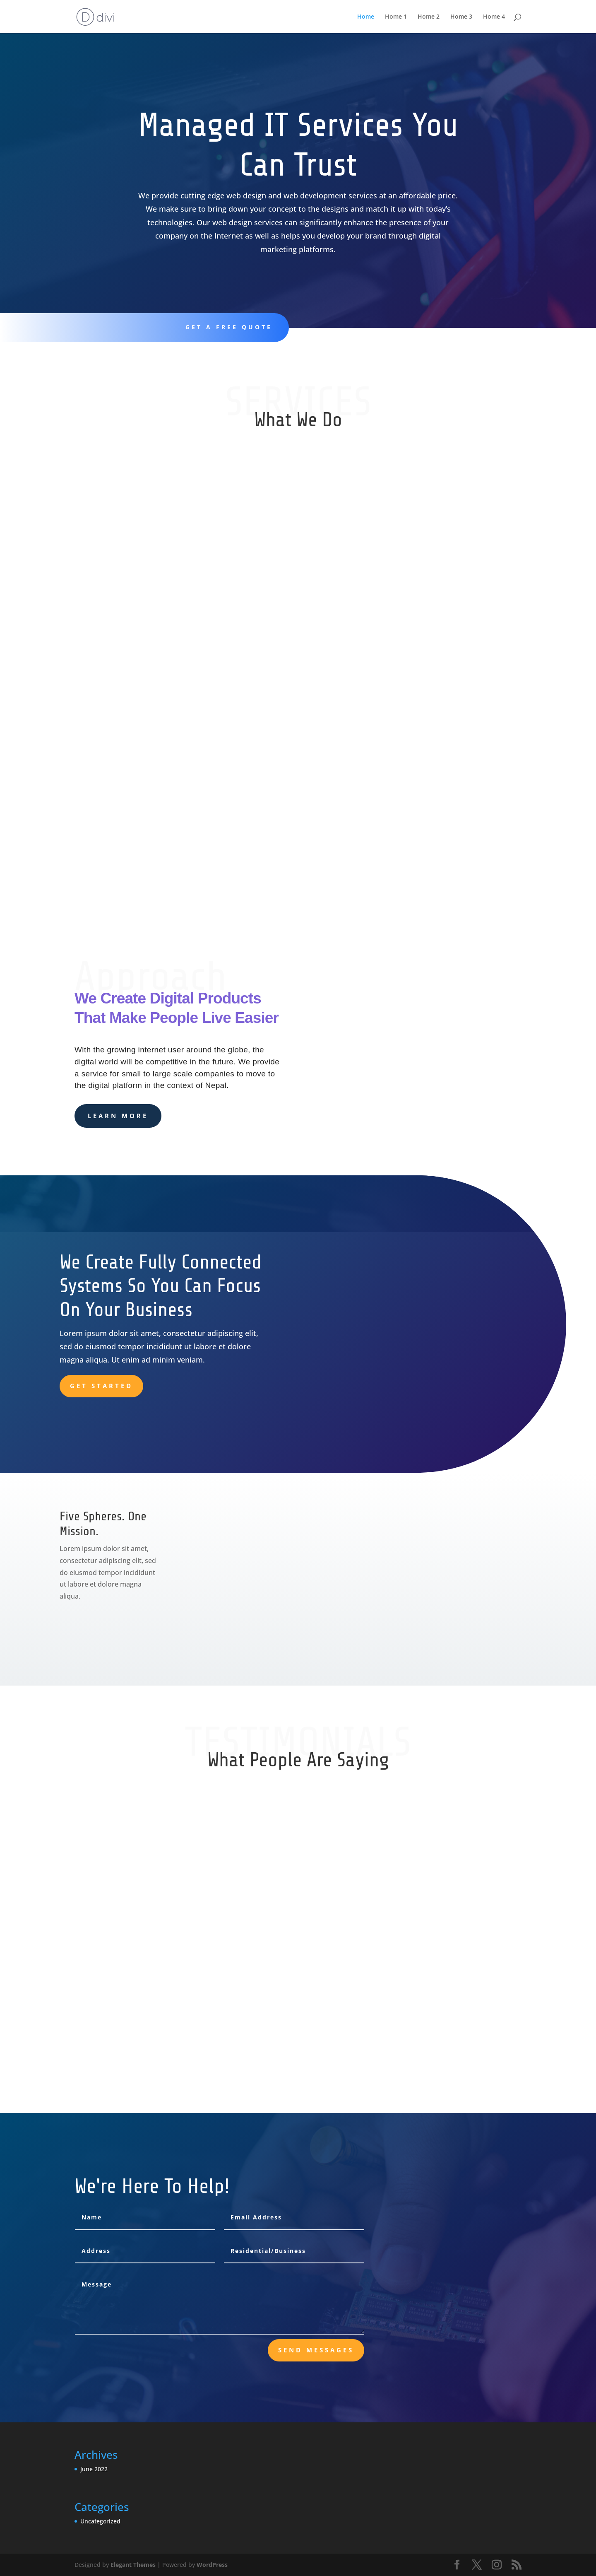 divi
Home
Home 1
Home 2
Home 3
Home 4
Managed IT Services You
Can Trust
We provide cutting edge web design and web development services at an affordable price.
We make sure to bring down your concept to the designs and match it up with today's
technologies. Our web design services can significantly enhance the presence of your
company on the Internet as well as helps you develop your brand through digital
marketing platforms.
GET A FREE QUOTE
SERVICES
What We Do
Approach
We Create Digital Products
That Make People Live Easier
With the growing internet user around the globe, the
digital world will be competitive in the future. We provide
a service for small to large scale companies to move to
the digital platform in the context of Nepal.
LEARN MORE
We Create Fully Connected
Systems So You Can Focus
On Your Business
Lorem ipsum dolor sit amet, consectetur adipiscing elit,
sed do eiusmod tempor incididunt ut labore et dolore
magna aliqua. Ut enim ad minim veniam.
GET STARTED
Five Spheres. One
Mission.
Lorem ipsum dolor sit amet,
consectetur adipiscing elit, sed
do eiusmod tempor incididunt
ut labore et dolore magna
aliqua.
TESTIMONIALS
What People Are Saying
We're Here To Help!
Name
Email Address
Address
Residential/Business
Message
SEND MESSAGES
Archives
June 2022
Categories
Uncategorized
Designed by Elegant Themes | Powered by WordPress